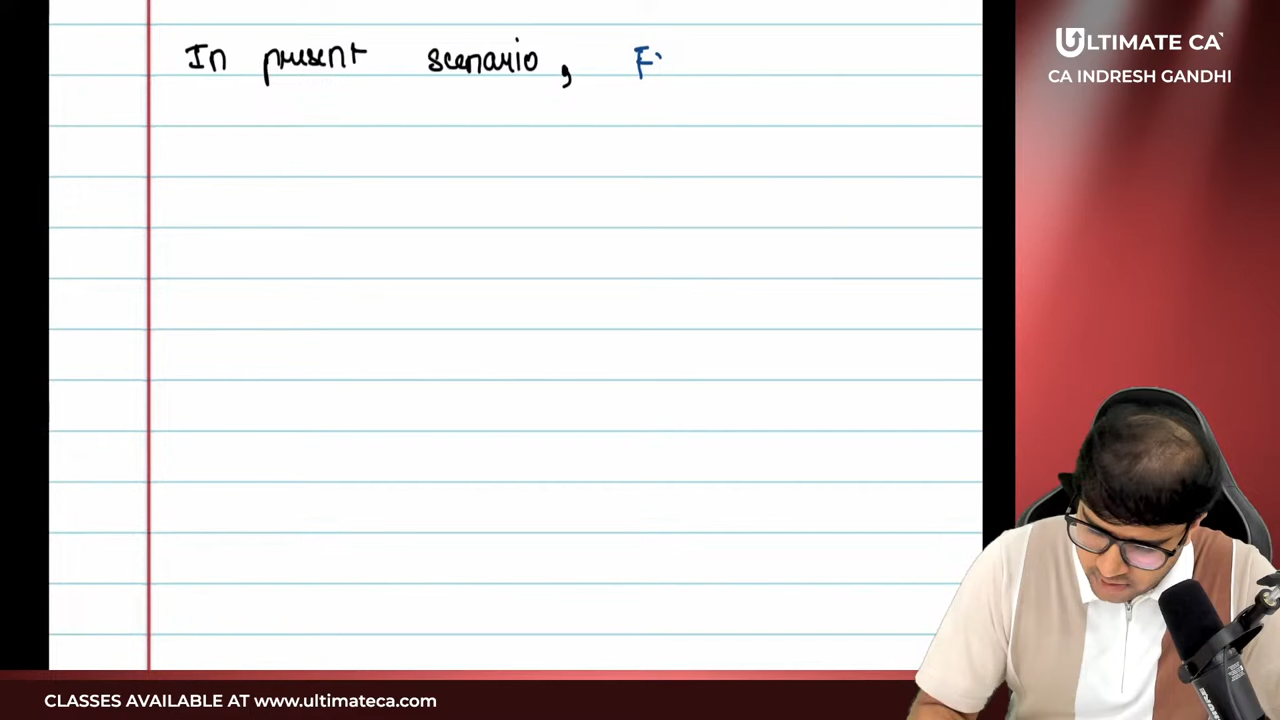 In present scenario, F
ULTIMATE CA
CA INDRESH GANDHI
CLASSES AVAILABLE AT www.ultimateca.com